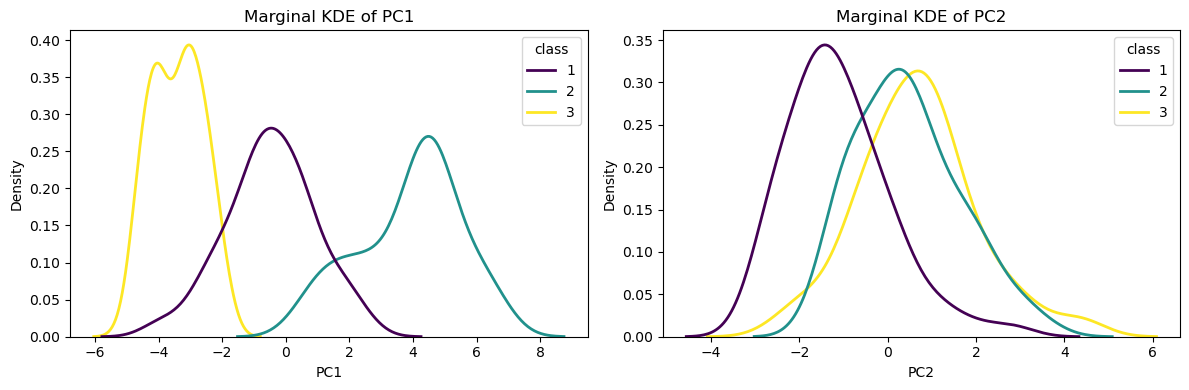 Marginal KDE of PC1
Density
0.40
0.35
0.30
0.25
0.20
0.15
0.10
0.05
0.00
−6 −4 −2 0 2 4 6 8
PC1
class
1
2
3
Marginal KDE of PC2
Density
0.35
0.30
0.25
0.20
0.15
0.10
0.05
0.00
−4 −2 0 2 4 6
PC2
class
1
2
3